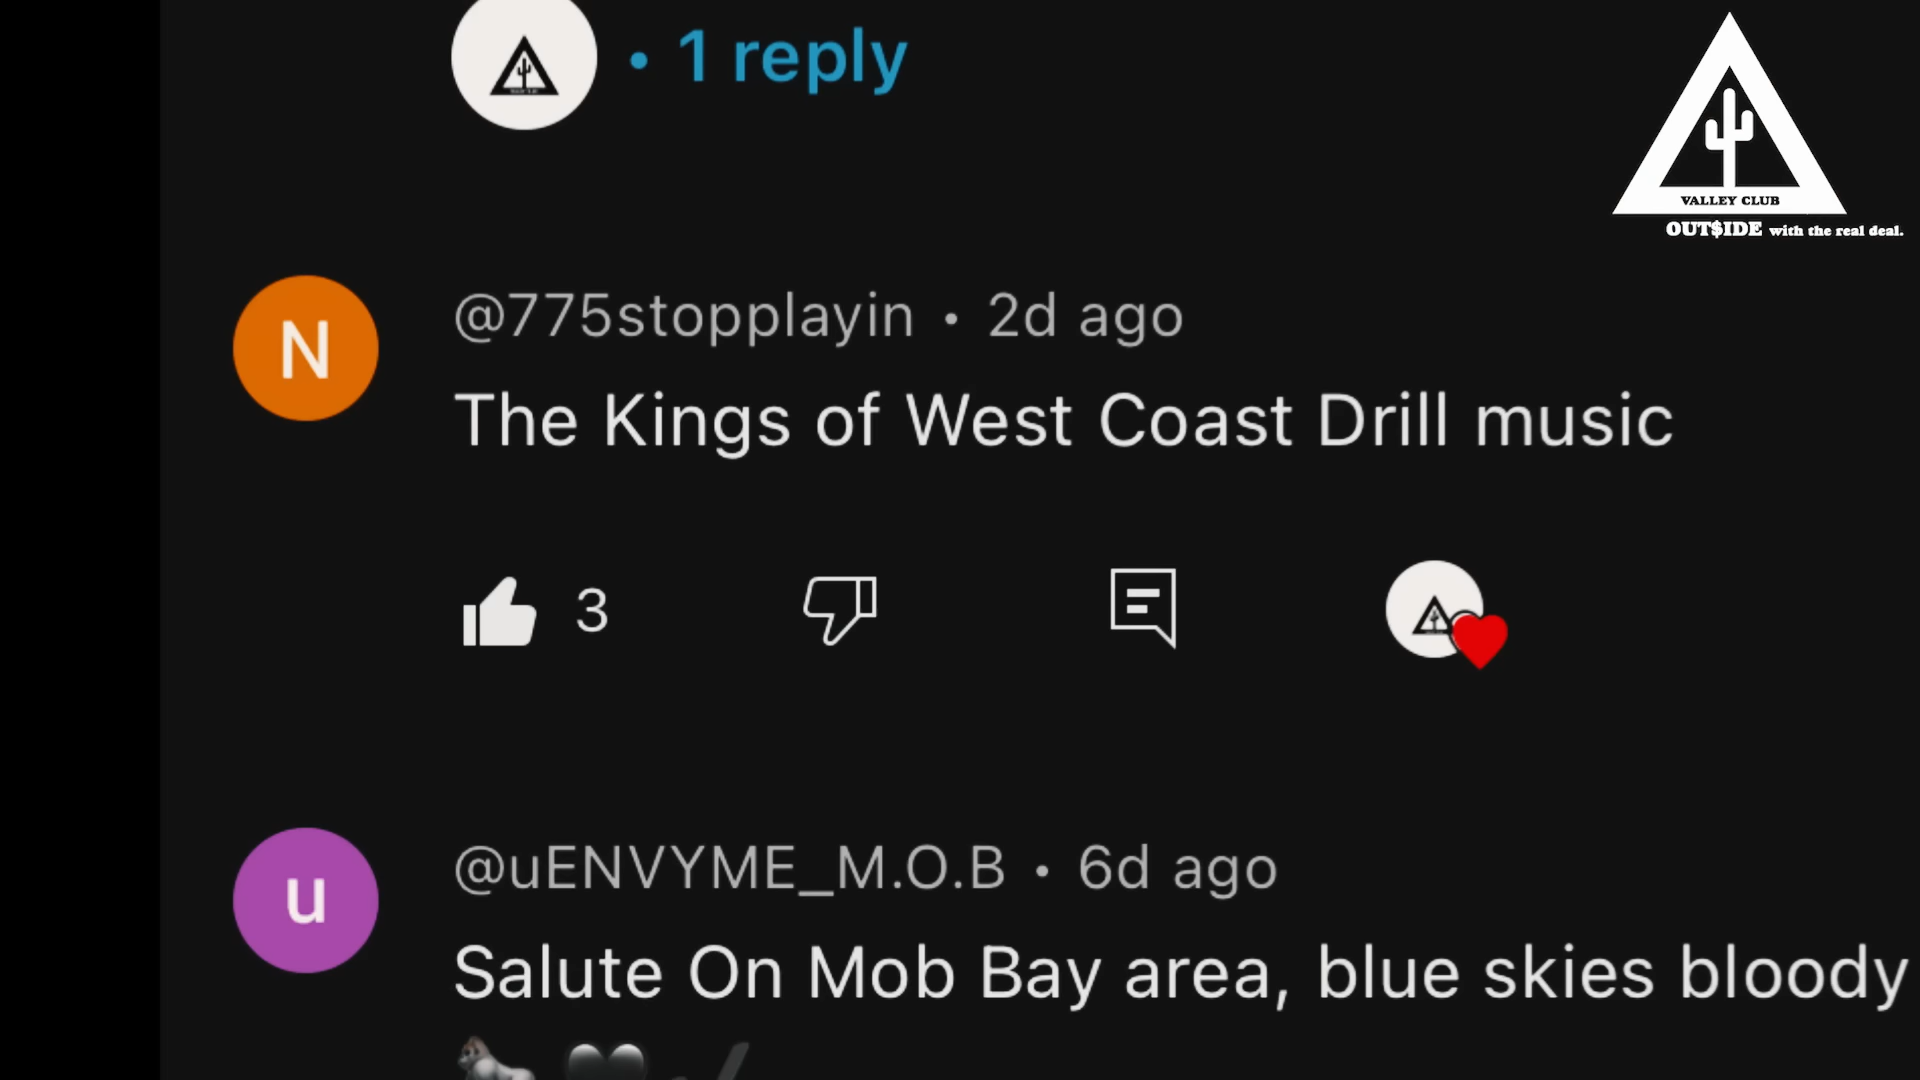 • 1 reply
VALLEY CLUB
OUT$IDE with the real deal.
N
@775stopplayin • 2d ago
The Kings of West Coast Drill music
3
u
@uENVYME_M.O.B • 6d ago
Salute On Mob Bay area, blue skies bloody